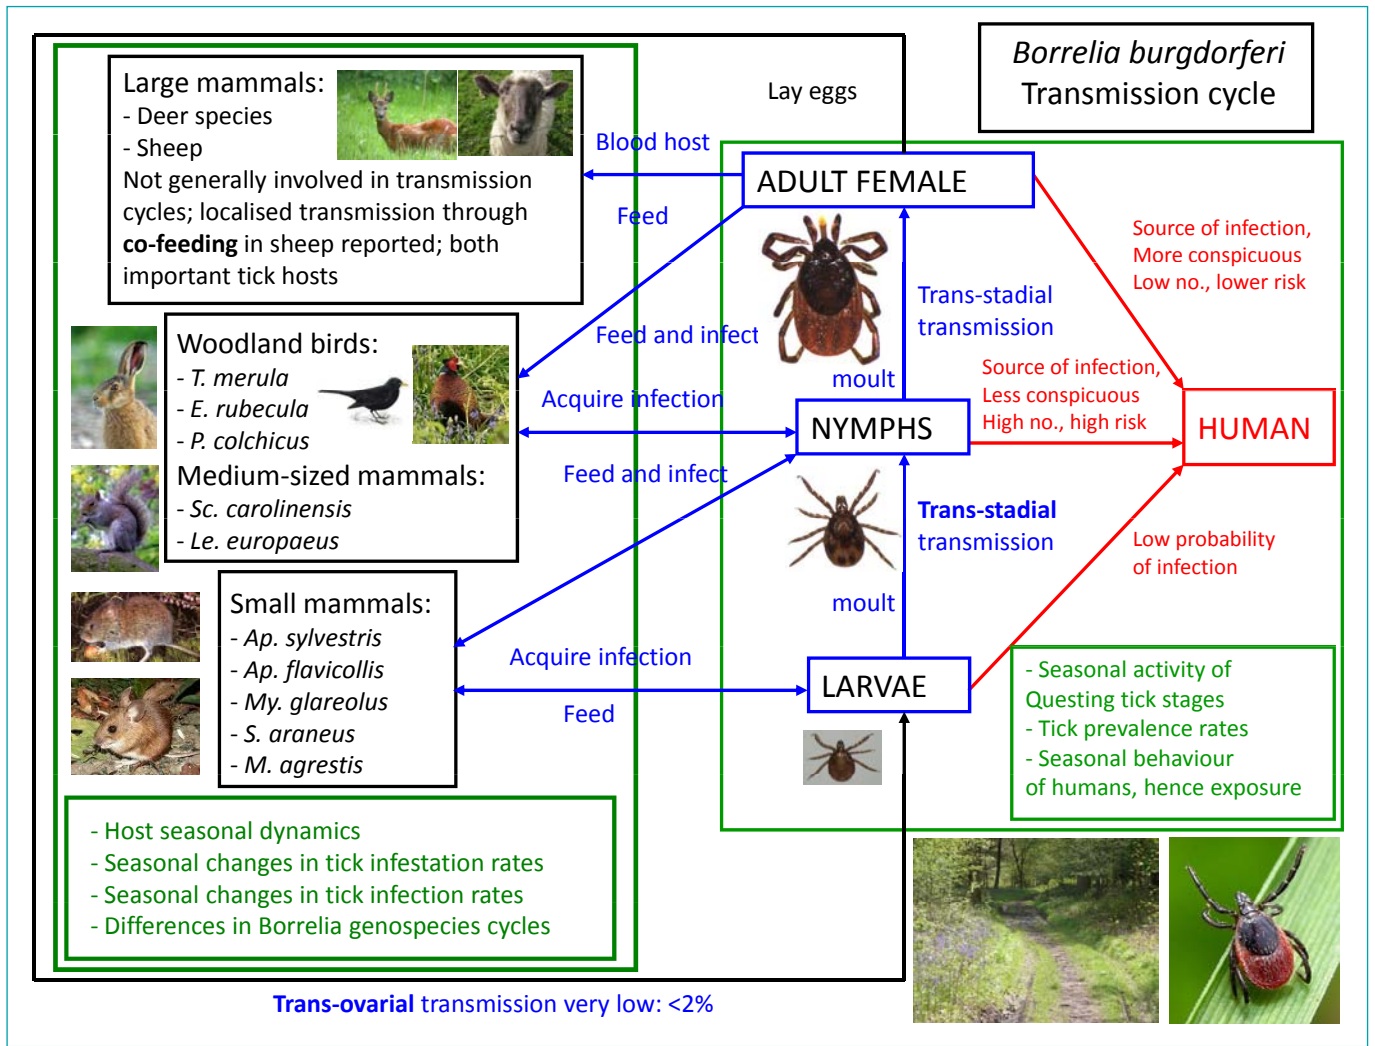 Borrelia burgdorferi
Transmission cycle
Lay eggs
Large mammals:
- Deer species
- Sheep
Not generally involved in transmission
cycles; localised transmission through
co-feeding in sheep reported; both
important tick hosts
Blood host
Feed
ADULT FEMALE
Source of infection,
More conspicuous
Low no., lower risk
Trans-stadial
transmission
moult
Woodland birds:
- T. merula
- E. rubecula
- P. colchicus
Medium-sized mammals:
- Sc. carolinensis
- Le. europaeus
Feed and infect
Acquire infection
Feed and infect
NYMPHS
Source of infection,
Less conspicuous
High no., high risk
HUMAN
Trans-stadial
transmission
moult
Low probability
of infection
Small mammals:
- Ap. sylvestris
- Ap. flavicollis
- My. glareolus
- S. araneus
- M. agrestis
Acquire infection
Feed
LARVAE
- Seasonal activity of
Questing tick stages
- Tick prevalence rates
- Seasonal behaviour
of humans, hence exposure
- Host seasonal dynamics
- Seasonal changes in tick infestation rates
- Seasonal changes in tick infection rates
- Differences in Borrelia genospecies cycles
Trans-ovarial transmission very low: <2%